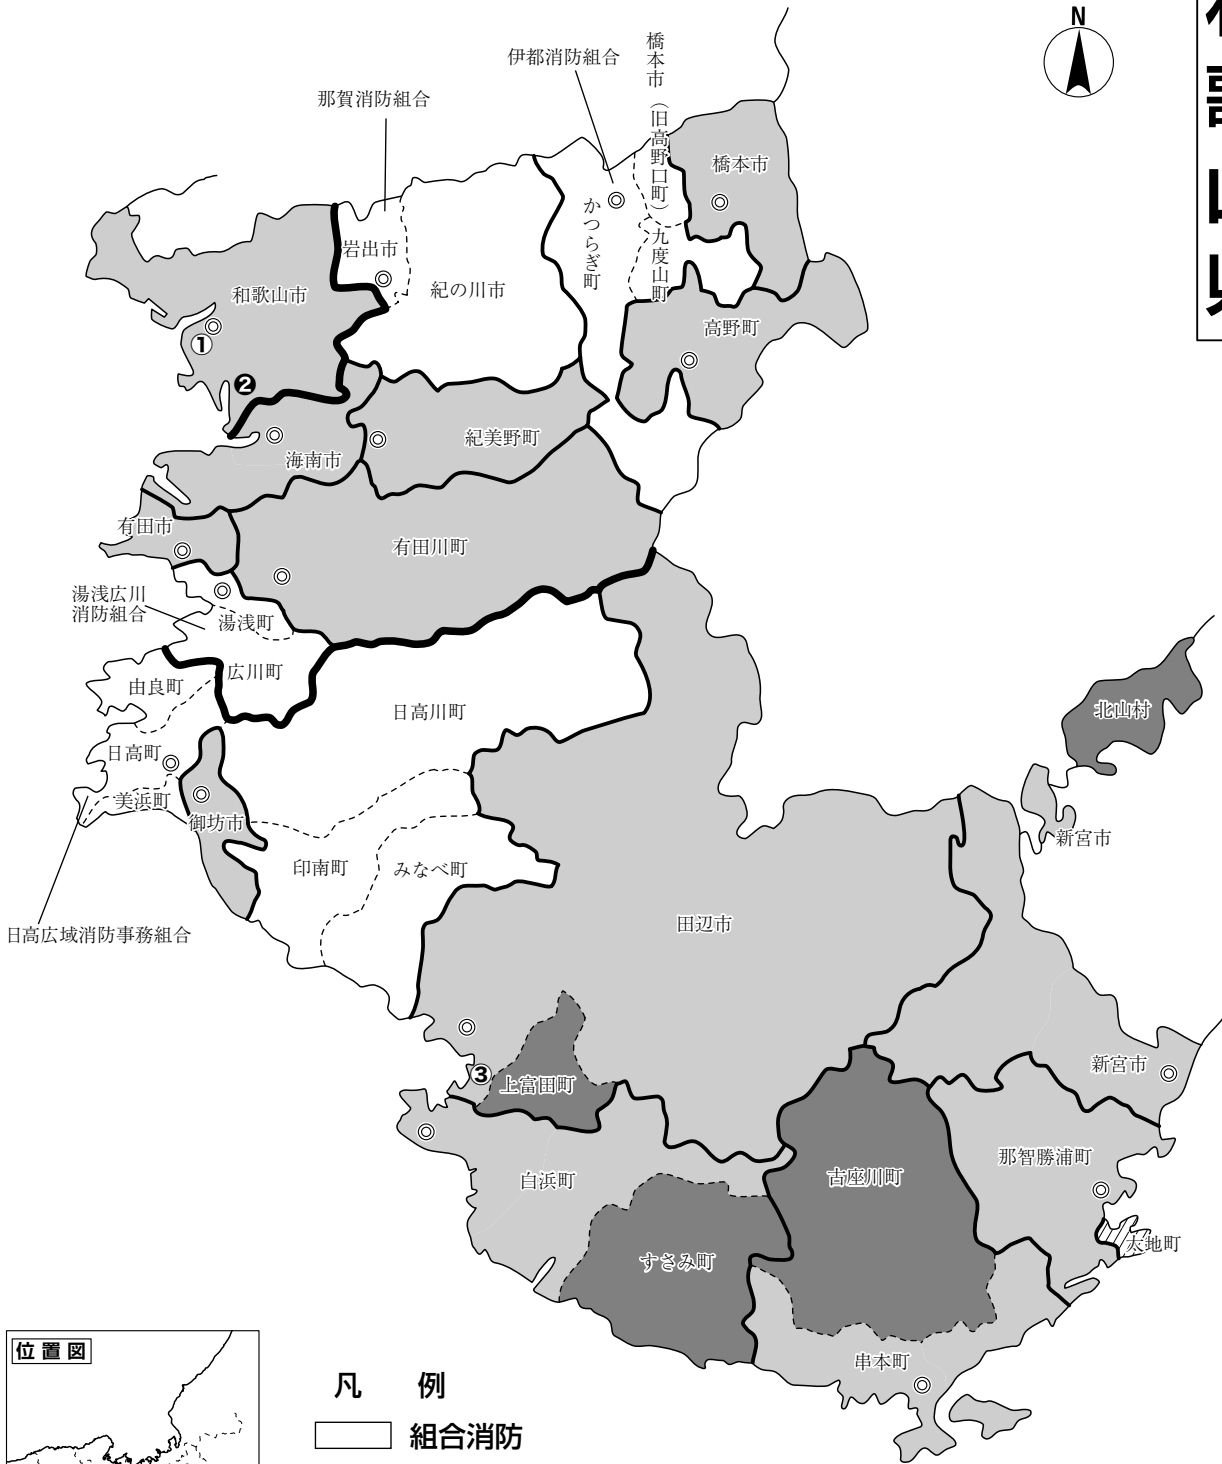 N
伊都消防組合
橋本市（旧高野口町）
那賀消防組合
橋本市
かつらぎ町
九度山町
岩出市
紀の川市
和歌山市
高野町
①
❷
紀美野町
海南市
有田市
有田川町
湯浅広川
消防組合
湯浅町
広川町
由良町
日高川町
北山村
日高町
美浜町
御坊市
新宮市
印南町
みなべ町
田辺市
日高広域消防事務組合
③
上富田町
新宮市
那智勝浦町
白浜町
古座川町
太地町
すさみ町
串本町
位置図
凡　例
組合消防